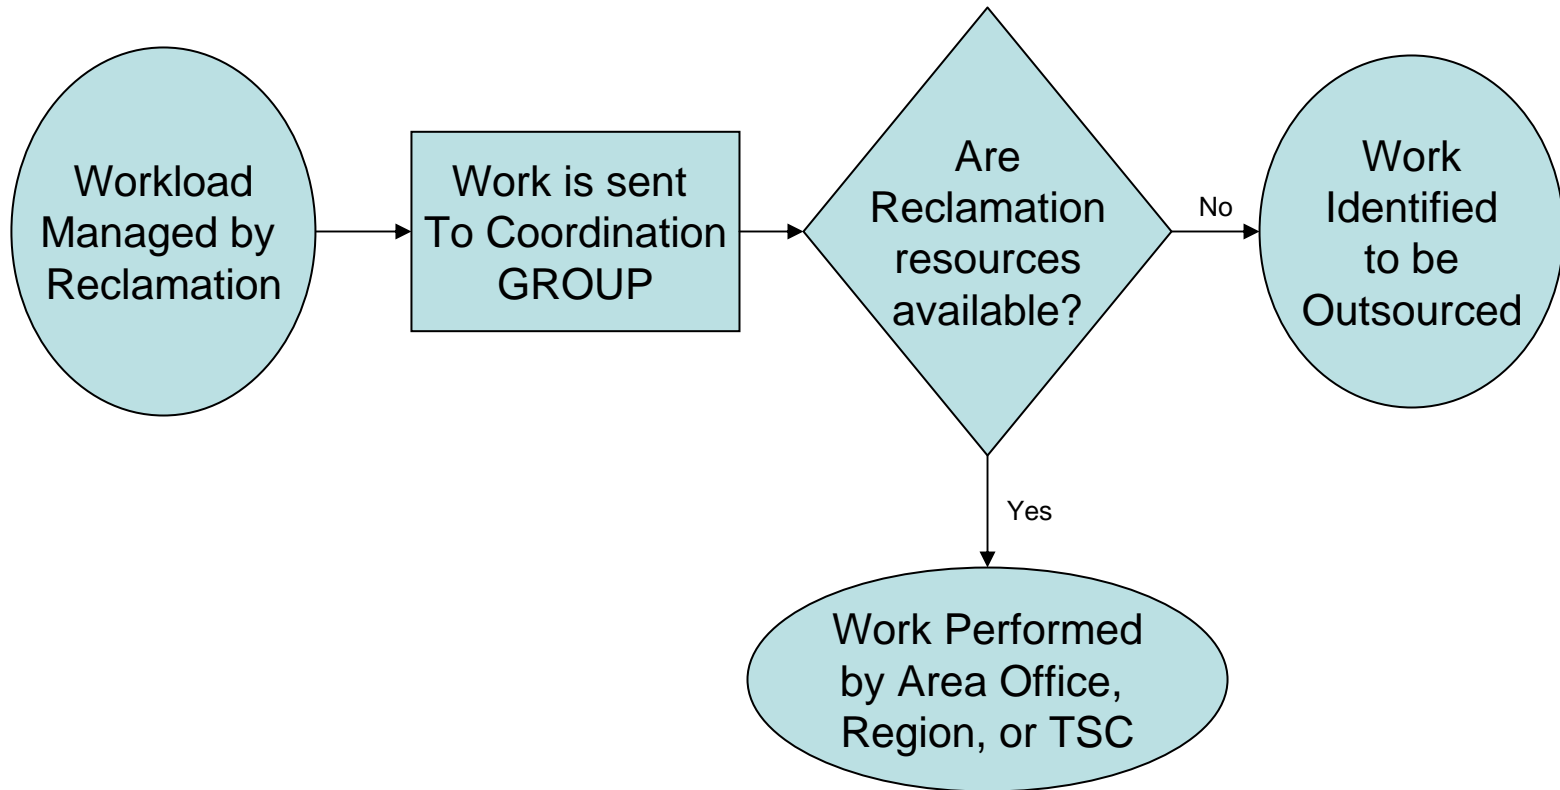 Workload
Managed by
Reclamation
Work is sent
To Coordination
GROUP
Are
Reclamation
resources
available?
No
Work
Identified
to be
Outsourced
Yes
Work Performed
by Area Office,
Region, or TSC